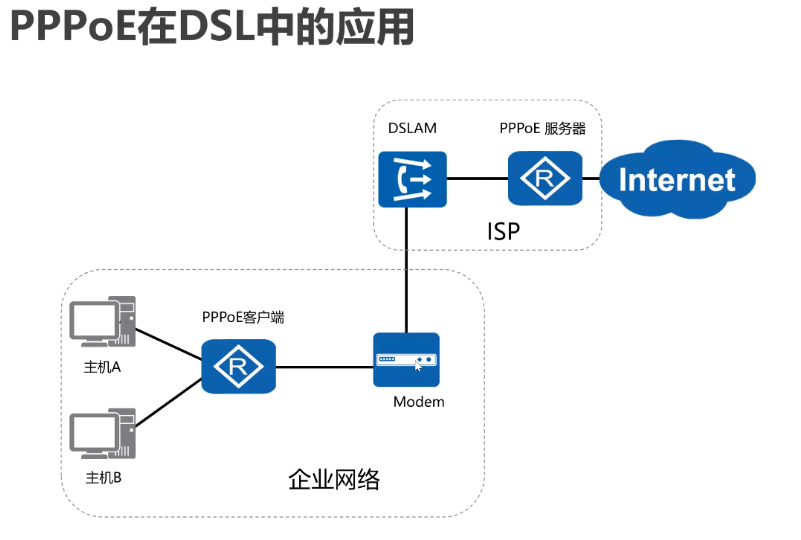 PPPoE在DSL中的应用
DSLAM
PPPoE 服务器
R
Internet
ISP
PPPoE客户端
主机A
R
Modem
主机B
企业网络